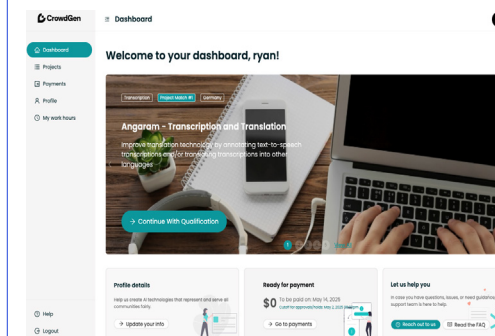 CrowdGen
Dashboard
Dashboard
Projects
Payments
Profile
My work hours
Help
Logout
Welcome to your dashboard, ryan!
Transcription
Project Match #1
Germany
Angaram - Transcription and Translation
Improve translation technology by annotating text-to-speech
transcriptions and/or translating transcriptions into other
languages
→ Continue With Qualification
1
Profile details
Help us create AI technologies that represent and serve all
communities fairly.
→ Update your info
Ready for payment
$0 To be paid on: May 14, 2026
→ Go to payments
Let us help you
In case you have questions, issues, or need guidance,
support team is here to help.
Reach out to us
Read the FAQ